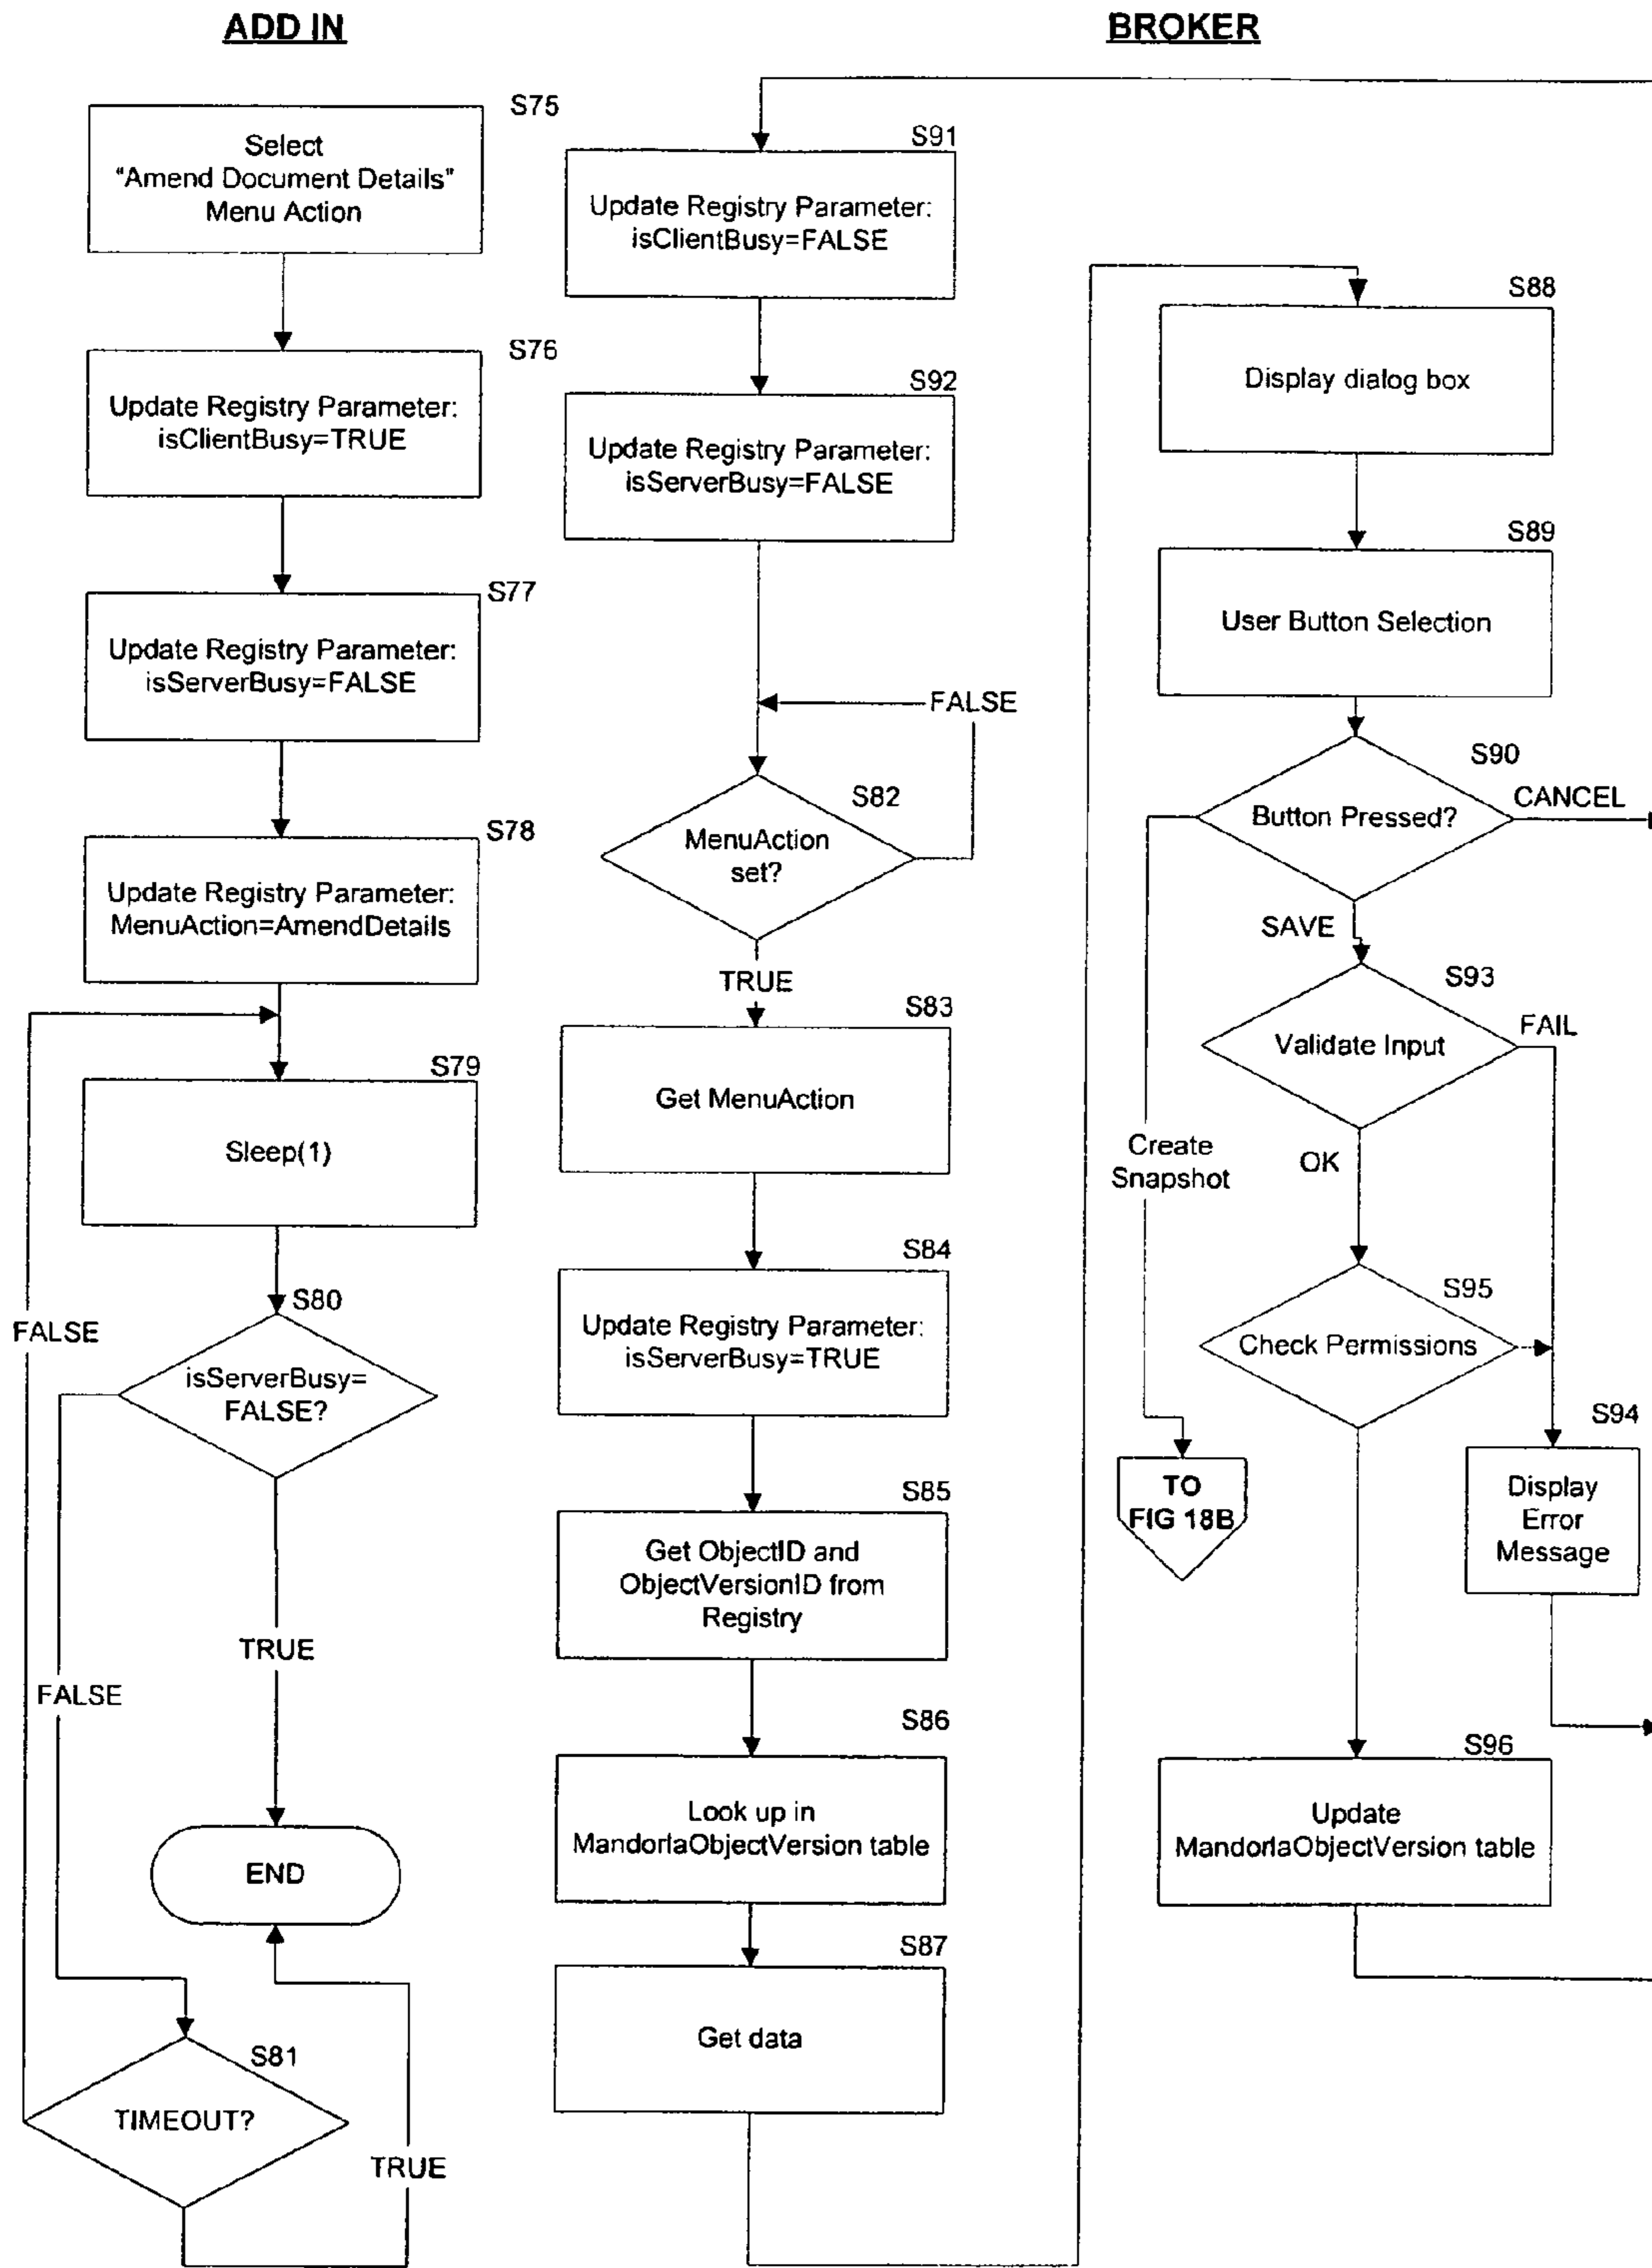 ADD IN
BROKER
S75
Select
"Amend Document Details"
Menu Action
S76
Update Registry Parameter:
isClientBusy=TRUE
S77
Update Registry Parameter:
isServerBusy=FALSE
S78
Update Registry Parameter:
MenuAction=AmendDetails
S79
Sleep(1)
S80
FALSE
isServerBusy=
FALSE?
TRUE
FALSE
END
S81
TIMEOUT?
TRUE
S91
Update Registry Parameter:
isClientBusy=FALSE
S92
Update Registry Parameter:
isServerBusy=FALSE
FALSE
S82
MenuAction
set?
TRUE
S83
Get MenuAction
S84
Update Registry Parameter:
isServerBusy=TRUE
S85
Get ObjectID and
ObjectVersionID from
Registry
S86
Look up in
MandorlaObjectVersion table
S87
Get data
S88
Display dialog box
S89
User Button Selection
S90
Button Pressed?
CANCEL
SAVE
S93
Validate Input
FAIL
Create
Snapshot
OK
S95
Check Permissions
S94
TO
FIG 18B
Display
Error
Message
S96
Update
MandorlaObjectVersion table